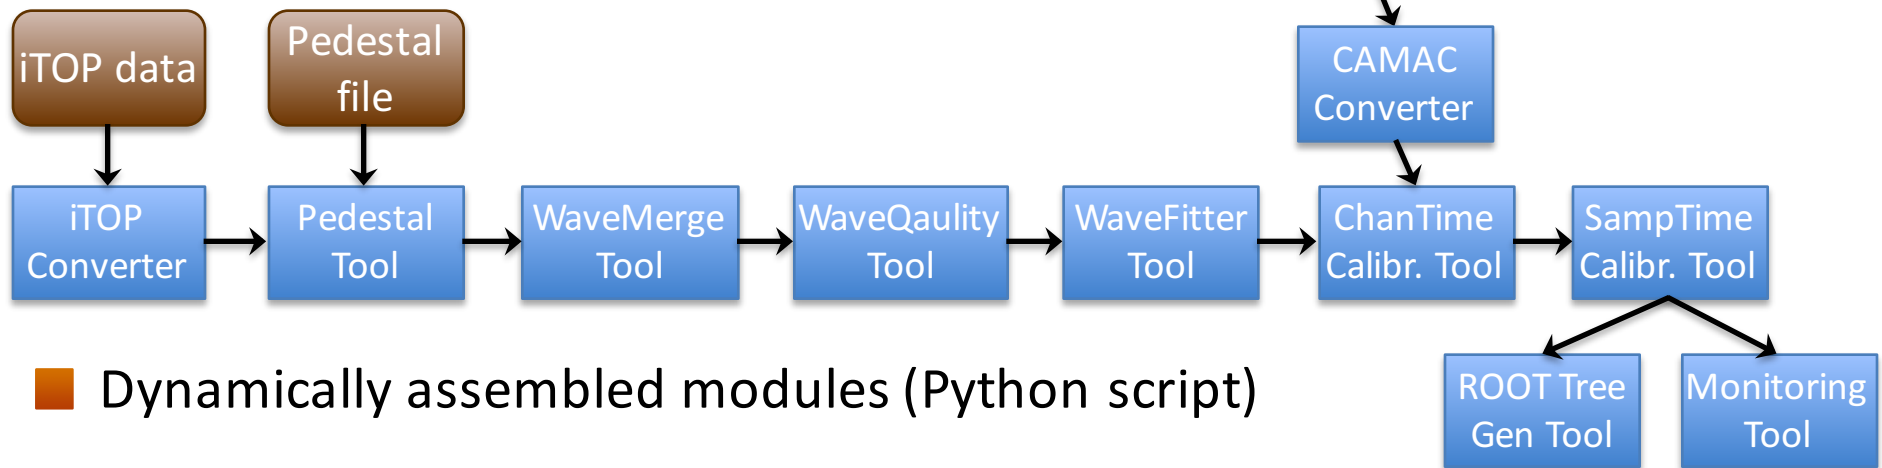 iTOP data
Pedestal
file
CAMAC
Converter
iTOP
Converter
Pedestal
Tool
WaveMerge
Tool
WaveQaulity
Tool
WaveFitter
Tool
ChanTime
Calibr. Tool
SampTime
Calibr. Tool
Dynamically assembled modules (Python script)
ROOT Tree
Gen Tool
Monitoring
Tool